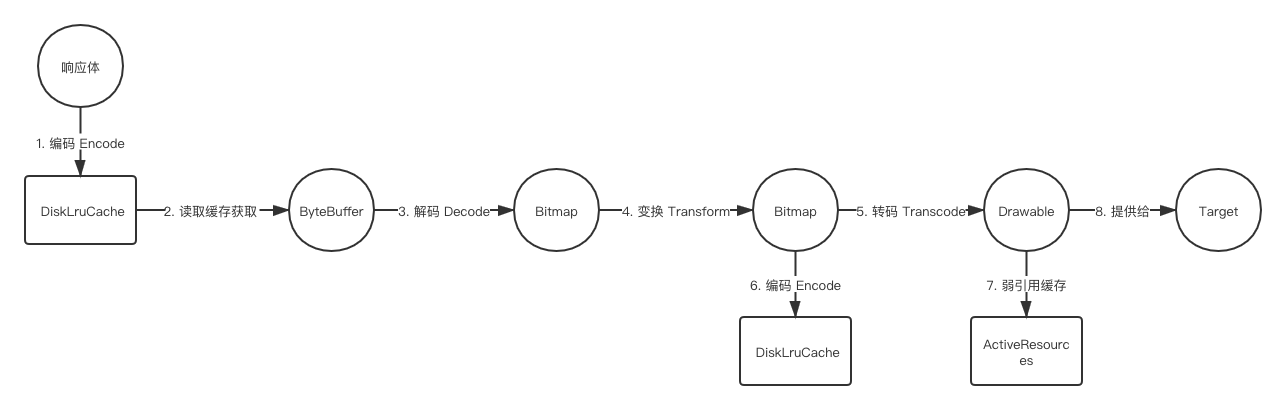 响应体
1. 编码 Encode
DiskLruCache
2. 读取缓存获取
ByteBuffer
3. 解码 Decode
Bitmap
4. 变换 Transform
Bitmap
5. 转码 Transcode
Drawable
8. 提供给
Target
6. 编码 Encode
7. 弱引用缓存
DiskLruCache
ActiveResourc
es